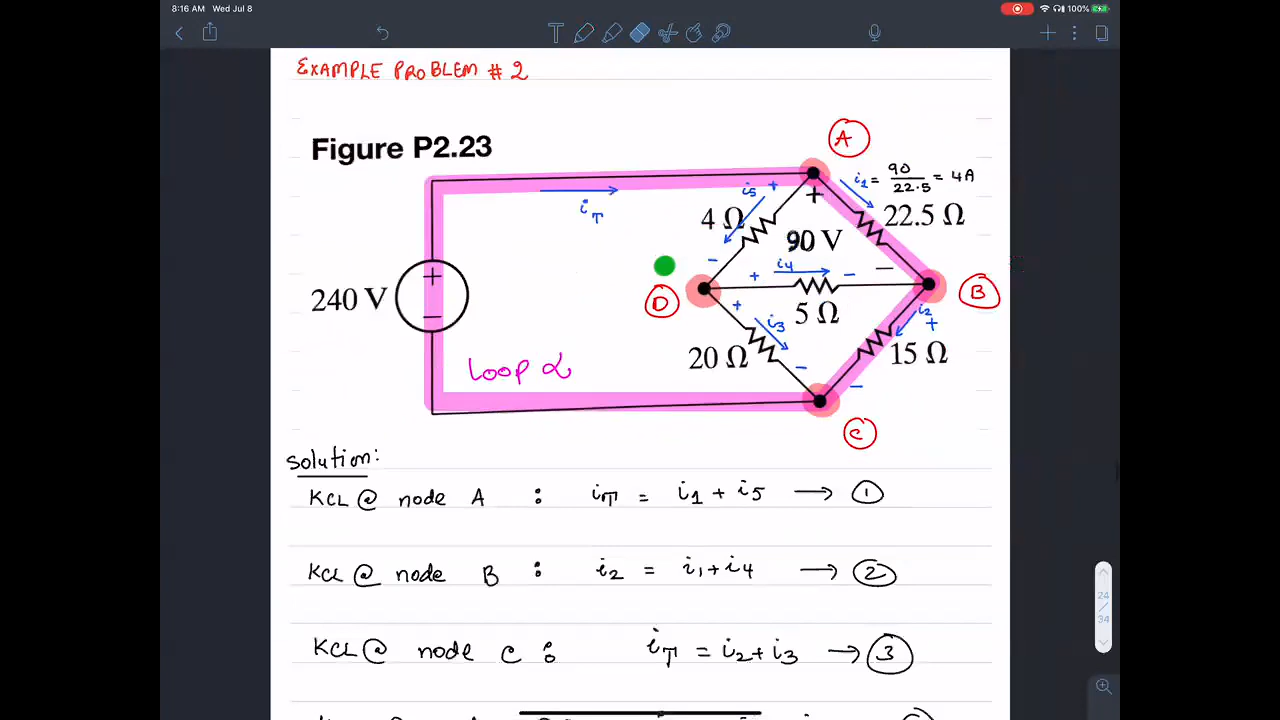 8:16 AM Wed Jul 8
100%
EXAMPLE PROBLEM # 2
Figure P2.23
A
i1 = 90/22.5 = 4A
22.5 Ω
i5 +
4 Ω
+
90 V
iT
i4
+ −
−
−
D
B
240 V
+
−
5 Ω
+
i3
20 Ω
−
i2
+
15 Ω
−
Loop α
C
Solution:
KCL @ node A : iT = i1 + i5 → 1
KCL @ node B : i2 = i1 + i4 → 2
KCL @ node C : iT = i2 + i3 → 3
24
/
34